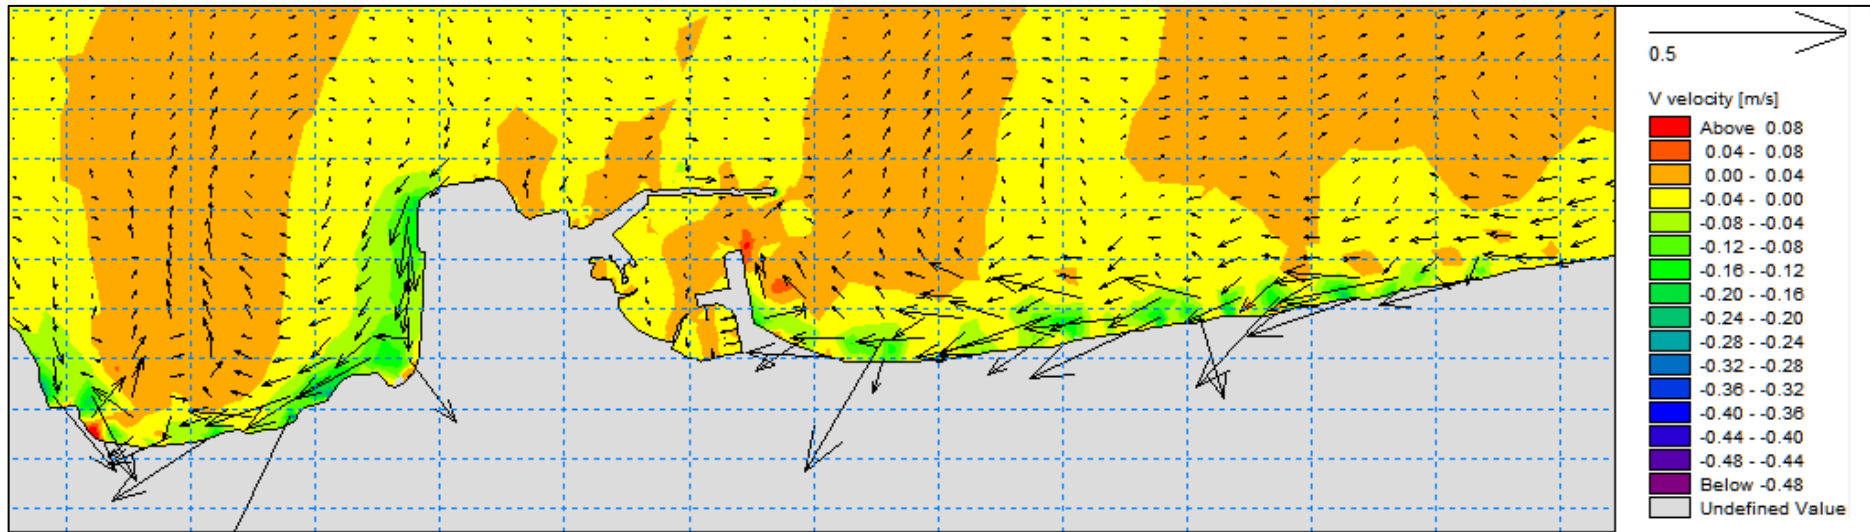 0.5
V velocity [m/s]
Above 0.08
0.04 - 0.08
0.00 - 0.04
-0.04 - 0.00
-0.08 - -0.04
-0.12 - -0.08
-0.16 - -0.12
-0.20 - -0.16
-0.24 - -0.20
-0.28 - -0.24
-0.32 - -0.28
-0.36 - -0.32
-0.40 - -0.36
-0.44 - -0.40
-0.48 - -0.44
Below -0.48
Undefined Value